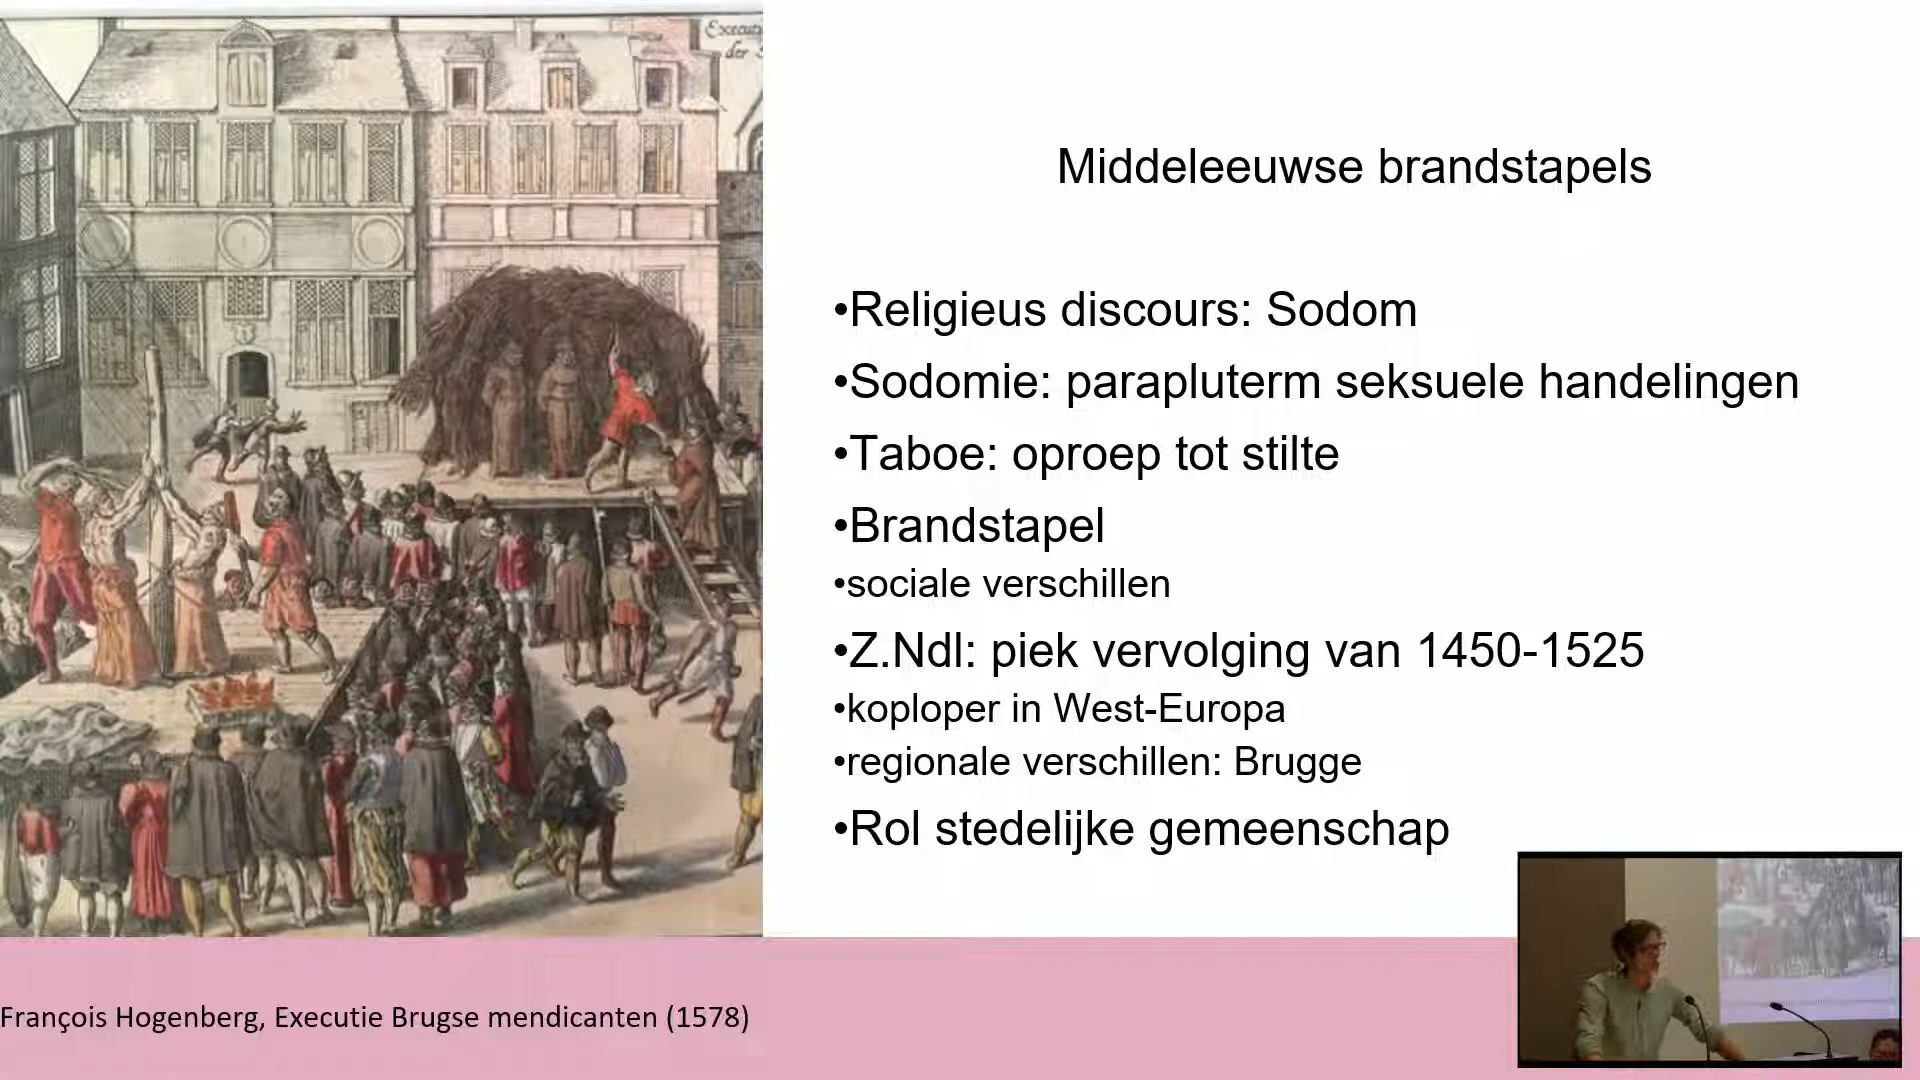 Execut
der
Middeleeuwse brandstapels
•Religieus discours: Sodom
•Sodomie: parapluterm seksuele handelingen
•Taboe: oproep tot stilte
•Brandstapel
•sociale verschillen
•Z.Ndl: piek vervolging van 1450-1525
•koploper in West-Europa
•regionale verschillen: Brugge
•Rol stedelijke gemeenschap
François Hogenberg, Executie Brugse mendicanten (1578)